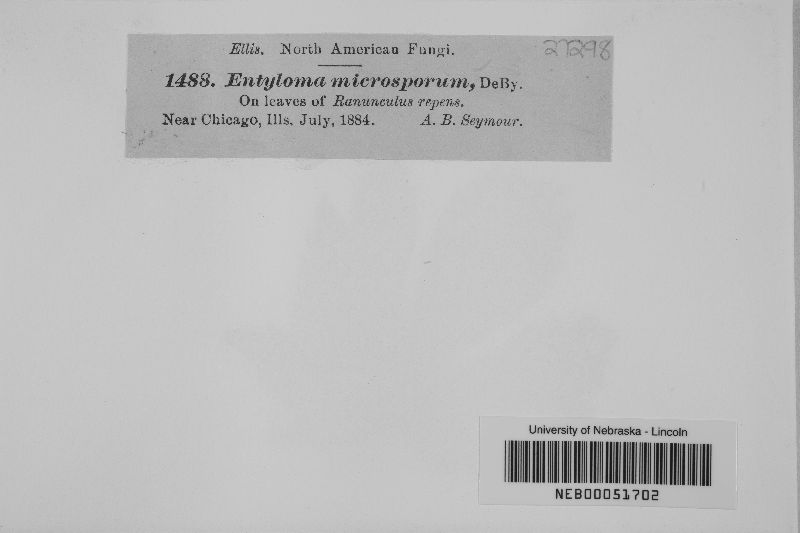 Ellis. North American Fungi.
27298
1488. Entyloma microsporum, DeBy.
On leaves of Ranunculus repens.
Near Chicago, Ills. July, 1884. A. B. Seymour.
University of Nebraska - Lincoln
NEB00051702